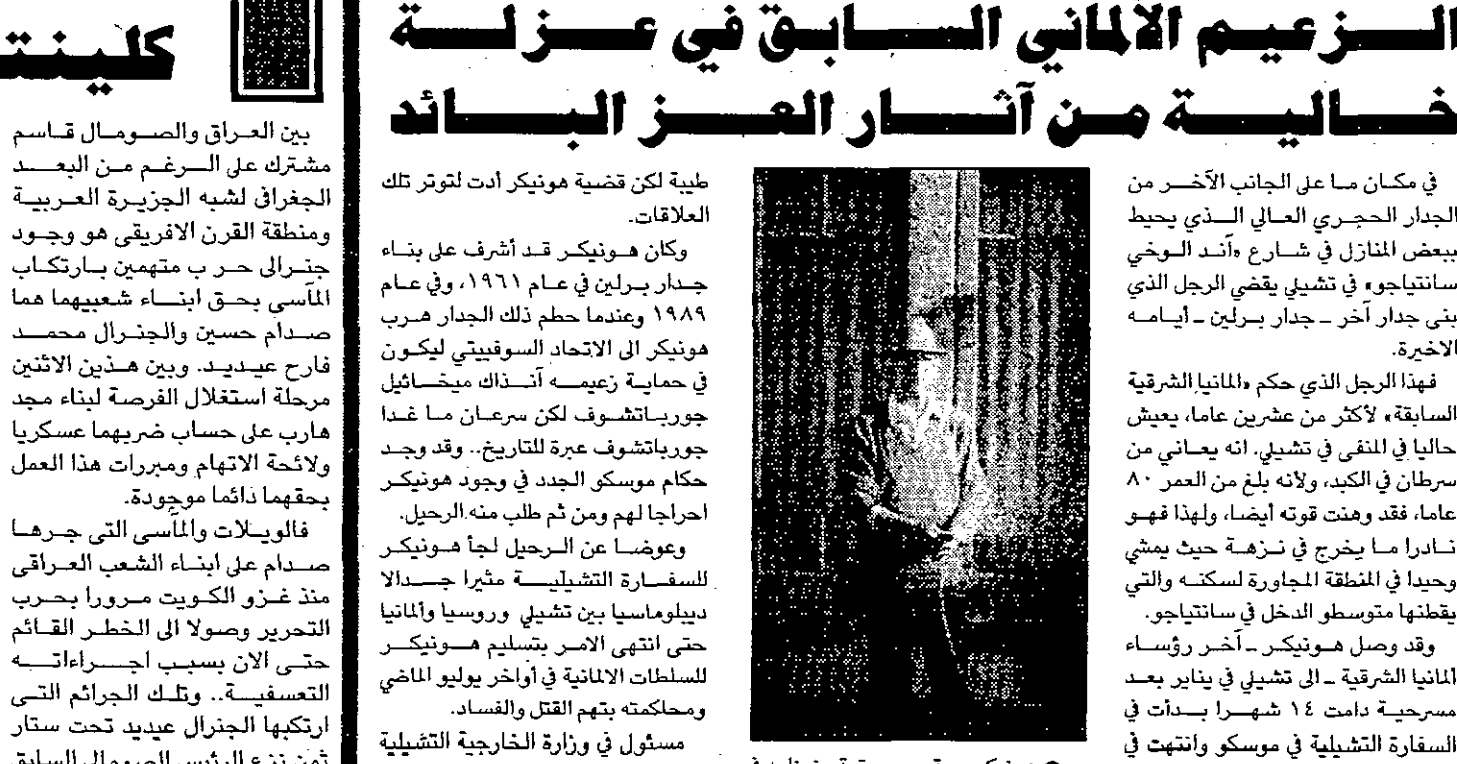 الزعيم الالماني السابق في عزلة
خالية من آثار العز البائد
في مكان ما على الجانب الآخر من
الجدار الحجري العالي الذي يحيط
ببعض المنازل في شارع «آند الوخي
سانتياجو» في تشيلي يقضي الرجل الذي
بنى جدار آخر ـ جدار برلين ـ أيامه
الاخيرة.
فهذا الرجل الذي حكم «المانيا الشرقية
السابقة» لأكثر من عشرين عاما، يعيش
حاليا في المنفى في تشيلي. انه يعاني من
سرطان في الكبد، ولانه بلغ من العمر ٨٠
عاما، فقد وهنت قوته أيضا، ولهذا فهو
نادرا ما يخرج في نزهة حيث يمشي
وحيدا في المنطقة المجاورة لسكنه والتي
يقطنها متوسطو الدخل في سانتياجو.
وقد وصل هونيكر ـ آخر رؤساء
ألمانيا الشرقية ـ الى تشيلي في يناير بعد
مسرحية دامت ١٤ شهرا بدأت في
السفارة التشيلية في موسكو وانتهت في
طيبة لكن قضية هونيكر أدت لتوتر تلك
العلاقات.
وكان هونيكر قد أشرف على بناء
جدار برلين في عام ١٩٦١، وفي عام
١٩٨٩ وعندما حطم ذلك الجدار هرب
هونيكر الى الاتحاد السوفييتي ليكون
في حماية زعيمه آنذاك ميخائيل
جورباتشوف لكن سرعان ما غدا
جورباتشوف عبرة للتاريخ.. وقد وجد
حكام موسكو الجدد في وجود هونيكر
احراجا لهم ومن ثم طلب منه الرحيل.
وعوضا عن الرحيل لجأ هونيكر
للسفارة التشيلية مثيرا جدالا
ديبلوماسيا بين تشيلي وروسيا وألمانيا
حتى انتهى الامر بتسليم هونيكر
للسلطات الالمانية في أواخر يوليو الماضي
ومحاكمته بتهم القتل والفساد.
مسئول في وزارة الخارجية التشيلية
كلينت
بين العراق والصومال قاسم
مشترك على الرغم من البعد
الجغرافي لشبه الجزيرة العربية
ومنطقة القرن الافريقي هو وجود
جنرالى حرب متهمين بارتكاب
المآسي بحق ابناء شعبيهما هما
صدام حسين والجنرال محمد
فارح عيديد. وبين هذين الاثنين
مرحلة استغلال الفرصة لبناء مجد
هارب على حساب ضربهما عسكريا
ولائحة الاتهام ومبررات هذا العمل
بحقهما دائما موجودة.
فالويلات والمآسى التى جرها
صدام على ابناء الشعب العراقى
منذ غزو الكويت مرورا بحرب
التحرير وصولا الى الخطر القائم
حتى الان بسبب اجراءاته
التعسفية.. وتلك الجرائم التى
ارتكبها الجنرال عيديد تحت ستار
ثمن نزع الرئيس الصومالى السابق